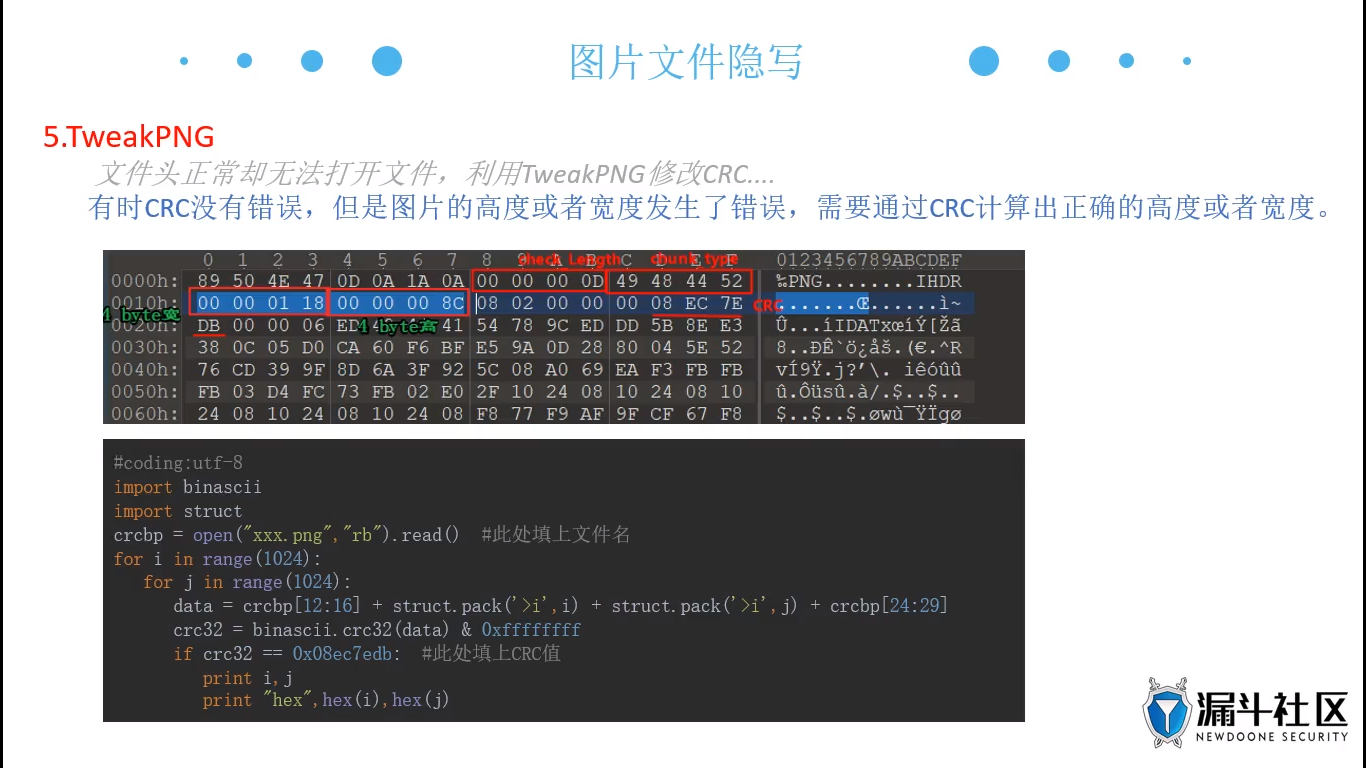 图片文件隐写
5.TweakPNG
文件头正常却无法打开文件，利用TweakPNG修改CRC....
有时CRC没有错误，但是图片的高度或者宽度发生了错误，需要通过CRC计算出正确的高度或者宽度。
0 1 2 3 4 5 6 7 8 9 A B C D E F 0123456789ABCDEF
check Length chunk type
0000h: 89 50 4E 47 0D 0A 1A 0A 00 00 00 0D 49 48 44 52 ‰PNG........IHDR
0010h: 00 00 01 18 00 00 00 8C 08 02 00 00 00 08 EC 7E .......Œ......ì~
CRC
4 byte宽
4 byte高
0020h: DB 00 00 06 ED 49 44 41 54 78 9C ED DD 5B 8E E3 Û...íIDATxœíÝ[Žã
0030h: 38 0C 05 D0 CA 60 F6 BF E5 9A 0D 28 80 04 5E 52 8..ÐÊ`ö¿åš.(€.^R
0040h: 76 CD 39 9F 8D 6A 3F 92 5C 08 A0 69 EA F3 FB FB vÍ9Ÿ.j?’\. iêóûû
0050h: FB 03 D4 FC 73 FB 02 E0 2F 10 24 08 10 24 08 10 û.Ôüsû.à/.$..$..
0060h: 24 08 10 24 08 10 24 08 F8 77 F9 AF 9F CF 67 F8 $..$..$.øwù¯ŸÏgø
#coding:utf-8
import binascii
import struct
crcbp = open("xxx.png","rb").read() #此处填上文件名
for i in range(1024):
for j in range(1024):
data = crcbp[12:16] + struct.pack('>i',i) + struct.pack('>i',j) + crcbp[24:29]
crc32 = binascii.crc32(data) & 0xffffffff
if crc32 == 0x08ec7edb: #此处填上CRC值
print i,j
print "hex",hex(i),hex(j)
漏斗社区
NEWDOONE SECURITY